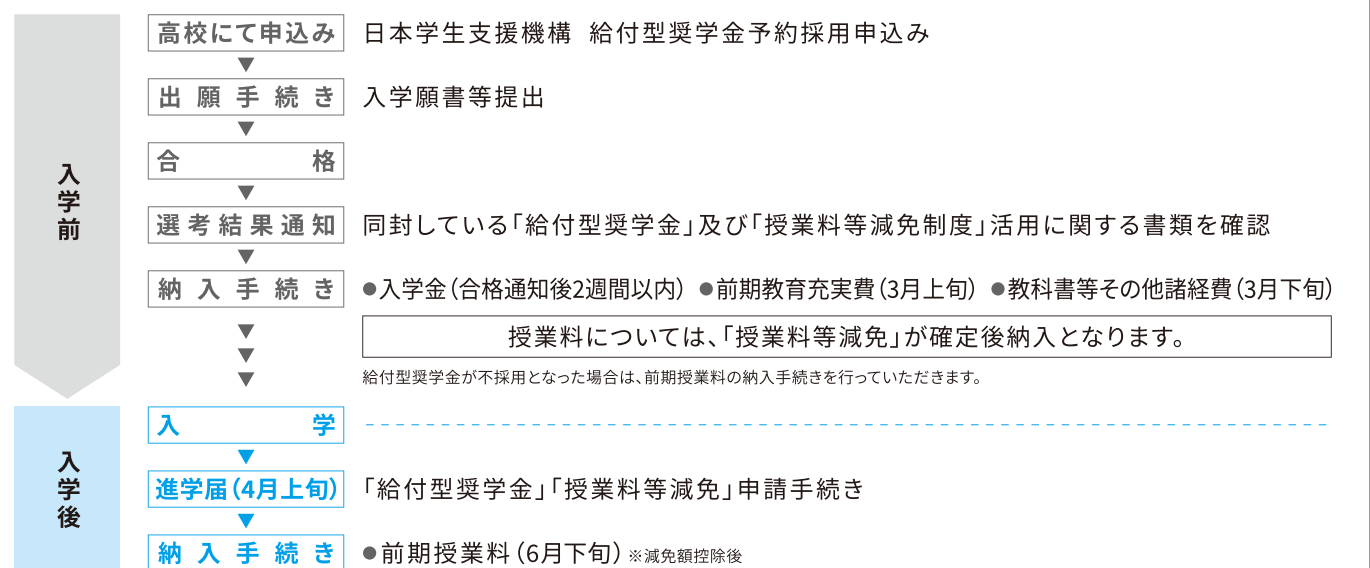 入学前
高校にて申込み 日本学生支援機構 給付型奨学金予約採用申込み
出願手続き 入学願書等提出
合格
選考結果通知 同封している「給付型奨学金」及び「授業料等減免制度」活用に関する書類を確認
納入手続き ●入学金（合格通知後2週間以内） ●前期教育充実費（3月上旬） ●教科書等その他諸経費（3月下旬）
授業料については、「授業料等減免」が確定後納入となります。
給付型奨学金が不採用となった場合は、前期授業料の納入手続きを行っていただきます。
入学後
入学
進学届（4月上旬） 「給付型奨学金」「授業料等減免」申請手続き
納入手続き ●前期授業料（6月下旬）※減免額控除後